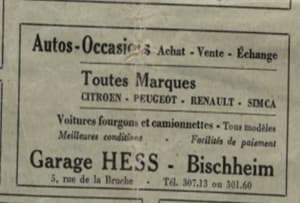 Autos-Occasions Achat - Vente - Échange
Toutes Marques
CITROEN - PEUGEOT - RENAULT - SIMCA
Voitures fourgons et camionnettes - Tous modèles
Meilleures conditions - Facilités de paiement
Garage HESS - Bischheim
5, rue de la Broche - Tél. 307.13 ou 301.60